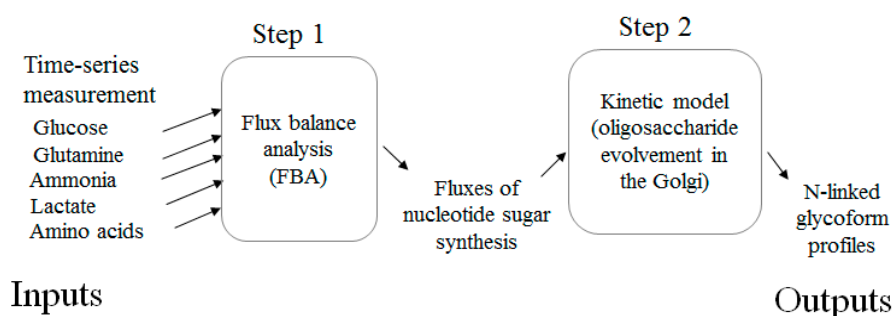 Step 1
Step 2
Time-series
measurement
Glucose
Glutamine
Ammonia
Lactate
Amino acids
Flux balance
analysis
(FBA)
Fluxes of
nucleotide sugar
synthesis
Kinetic model
(oligosaccharide
evolvement in
the Golgi)
N-linked
glycoform
profiles
Inputs
Outputs